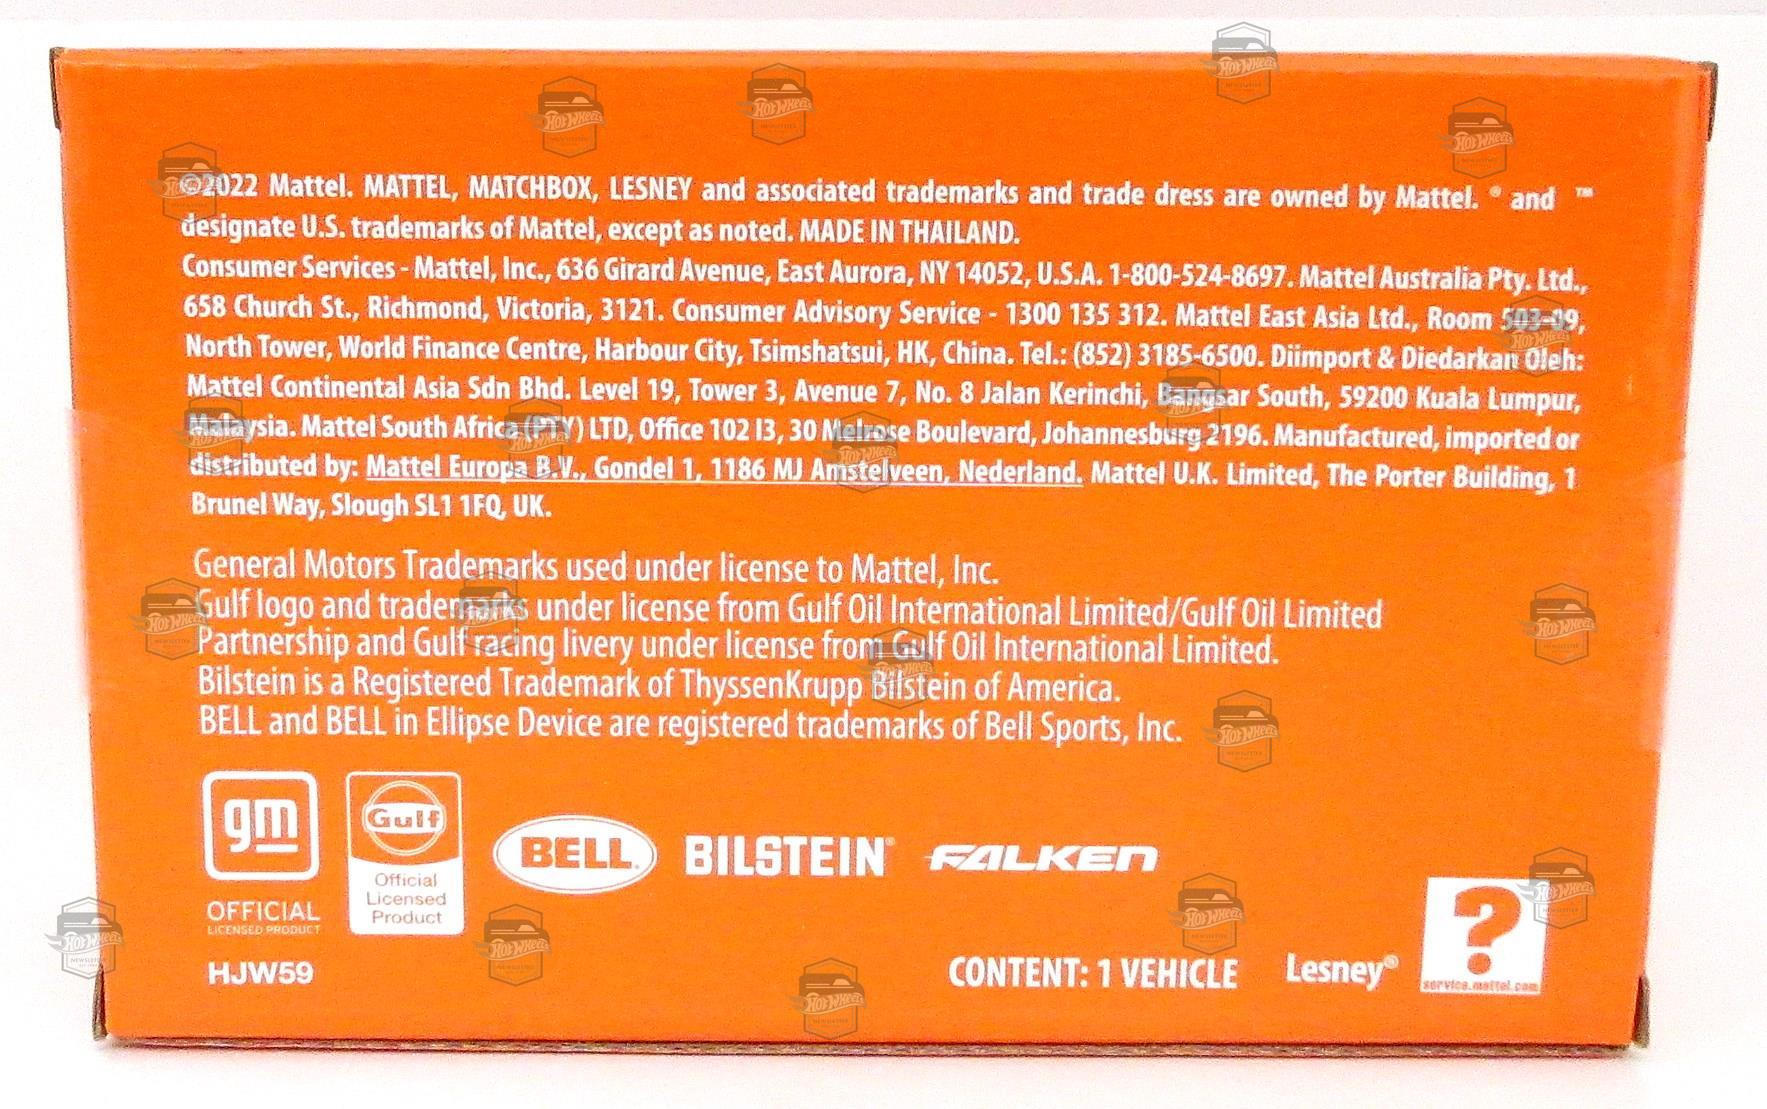 ©2022 Mattel. MATTEL, MATCHBOX, LESNEY and associated trademarks and trade dress are owned by Mattel. ® and ™
designate U.S. trademarks of Mattel, except as noted. MADE IN THAILAND.
Consumer Services - Mattel, Inc., 636 Girard Avenue, East Aurora, NY 14052, U.S.A. 1-800-524-8697. Mattel Australia Pty. Ltd.,
658 Church St., Richmond, Victoria, 3121. Consumer Advisory Service - 1300 135 312. Mattel East Asia Ltd., Room 503-09,
North Tower, World Finance Centre, Harbour City, Tsimshatsui, HK, China. Tel.: (852) 3185-6500. Diimport & Diedarkan Oleh:
Mattel Continental Asia Sdn Bhd. Level 19, Tower 3, Avenue 7, No. 8 Jalan Kerinchi, Bangsar South, 59200 Kuala Lumpur,
Malaysia. Mattel South Africa (PTY) LTD, Office 102 I3, 30 Melrose Boulevard, Johannesburg 2196. Manufactured, imported or
distributed by: Mattel Europa B.V., Gondel 1, 1186 MJ Amstelveen, Nederland. Mattel U.K. Limited, The Porter Building, 1
Brunel Way, Slough SL1 1FQ, UK.
General Motors Trademarks used under license to Mattel, Inc.
Gulf logo and trademarks under license from Gulf Oil International Limited/Gulf Oil Limited
Partnership and Gulf racing livery under license from Gulf Oil International Limited.
Bilstein is a Registered Trademark of ThyssenKrupp Bilstein of America.
BELL and BELL in Ellipse Device are registered trademarks of Bell Sports, Inc.
gm
OFFICIAL
LICENSED PRODUCT
Gulf
Official
Licensed
Product
BELL
BILSTEIN®
FALKEN
HJW59
CONTENT: 1 VEHICLE
Lesney®
?
service.mattel.com
Hot Wheels
NEWSLETTER